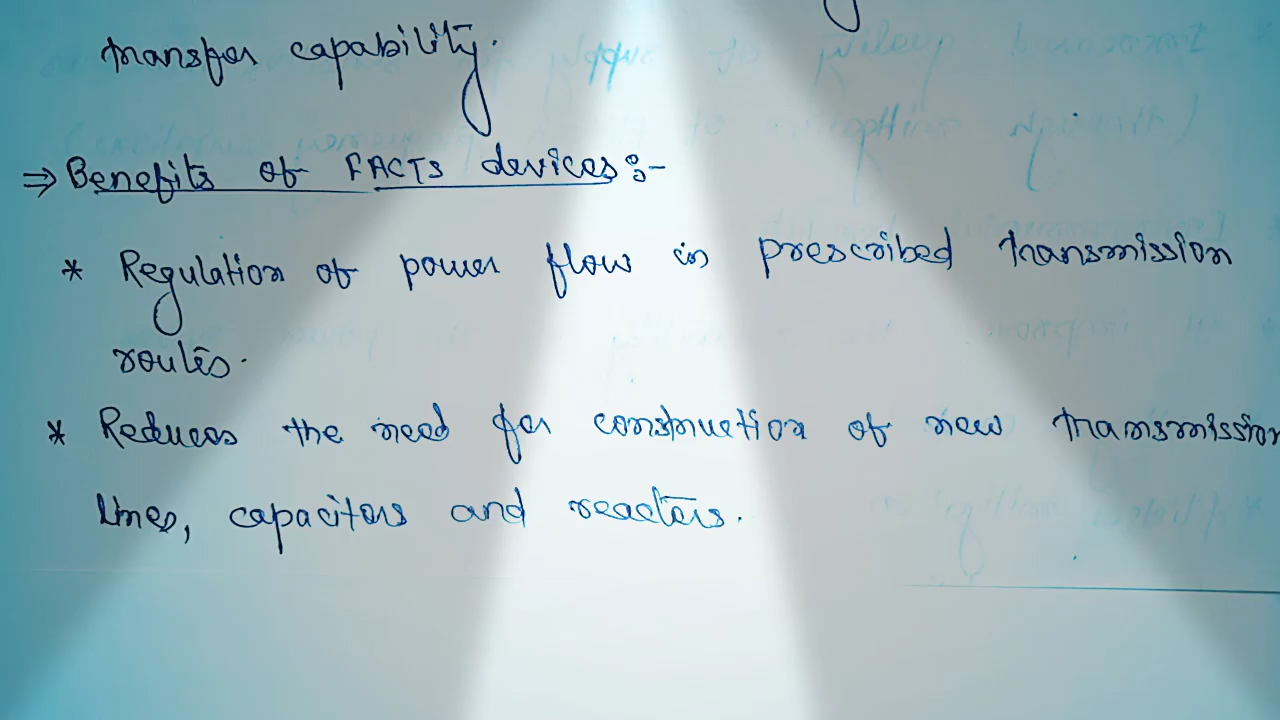 transfer capability.
⇒ Benefits of FACTS devices:-
* Regulation of power flow in prescribed transmission
routes.
* Reduces the need for construction of new transmission
lines, capacitors and reactors.